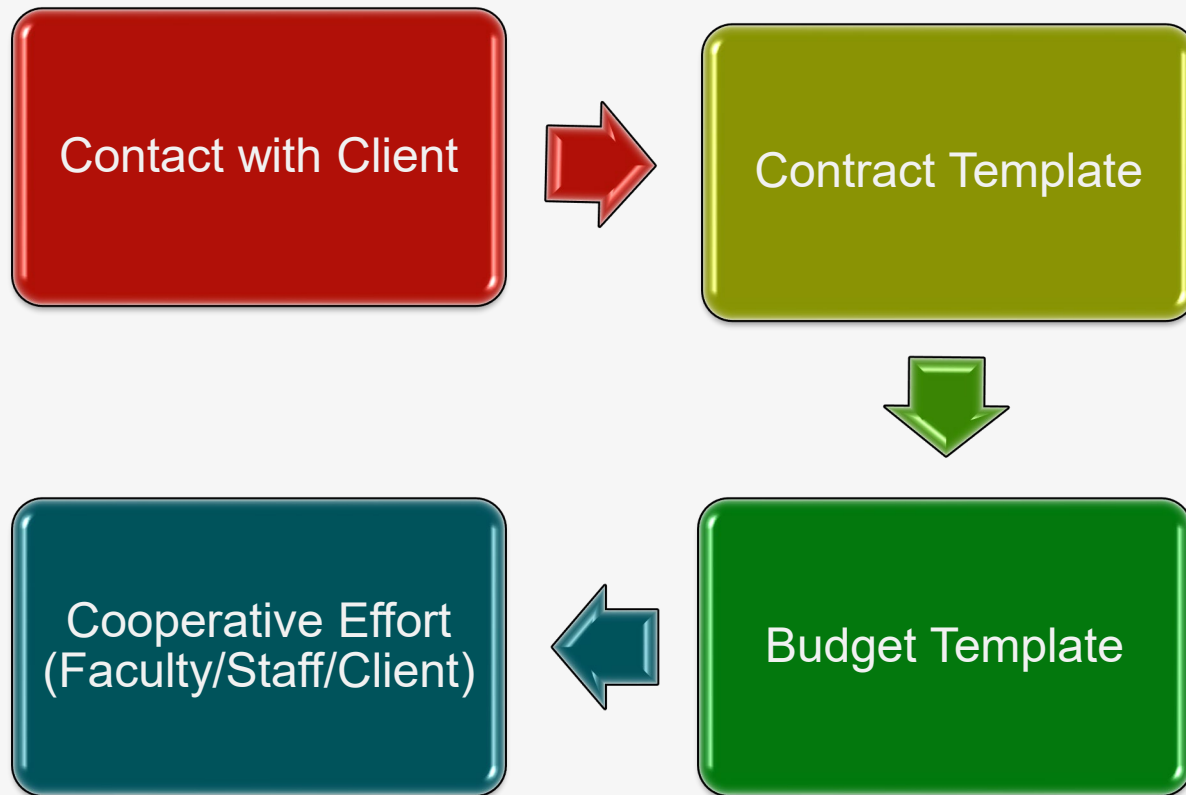 Contact with Client
Contract Template
Budget Template
Cooperative Effort
(Faculty/Staff/Client)